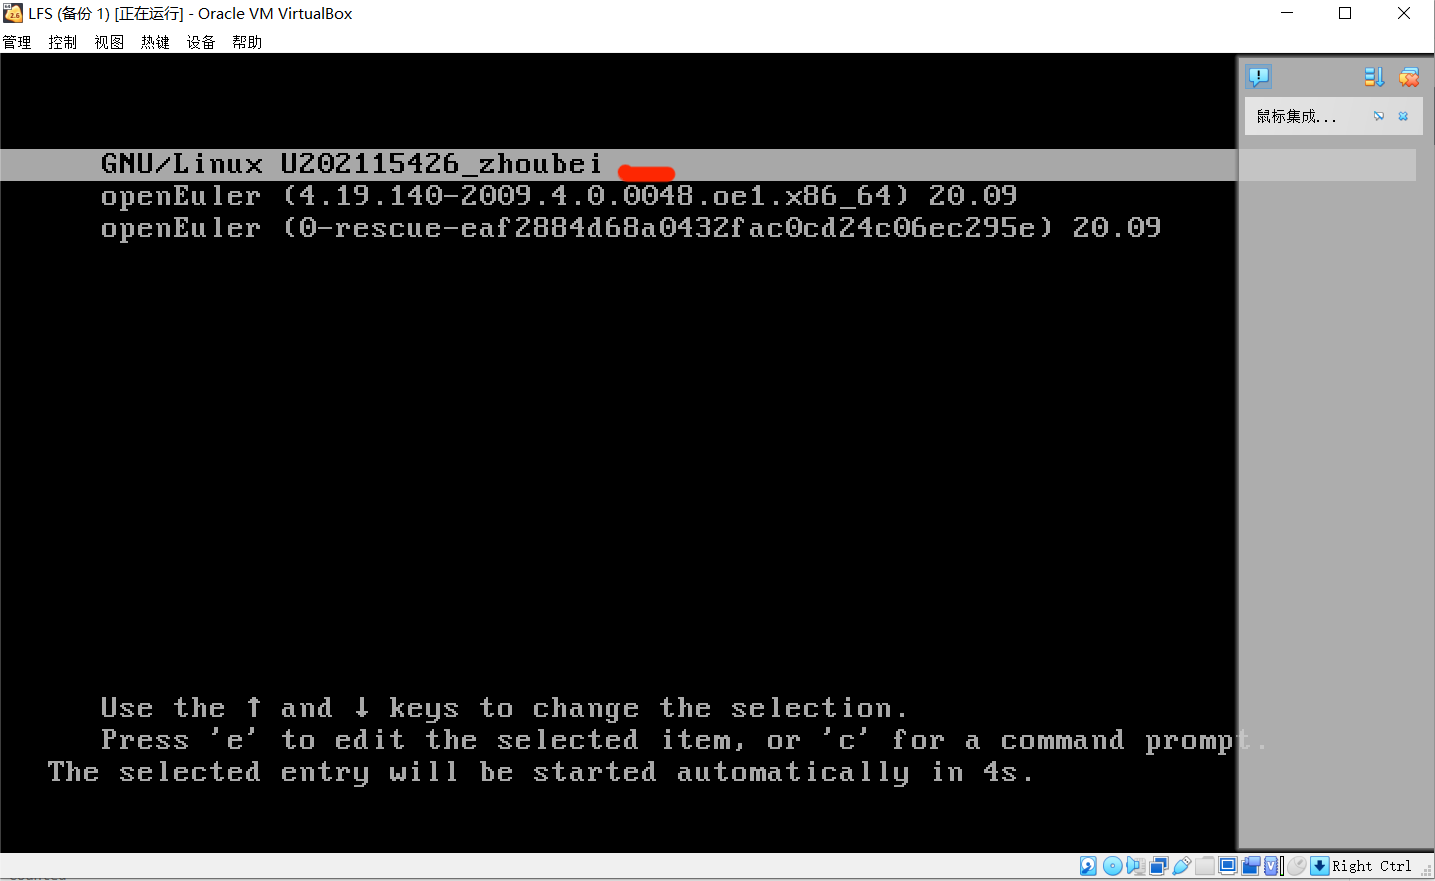 LFS (备份 1) [正在运行] - Oracle VM VirtualBox
管理 控制 视图 热键 设备 帮助
鼠标集成...
GNU/Linux U202115426_zhoubei
openEuler (4.19.140-2009.4.0.0048.oe1.x86_64) 20.09
openEuler (0-rescue-eaf2884d68a0432fac0cd24c06ec295e) 20.09
Use the ↑ and ↓ keys to change the selection.
Press 'e' to edit the selected item, or 'c' for a command prompt.
The selected entry will be started automatically in 4s.
Right Ctrl